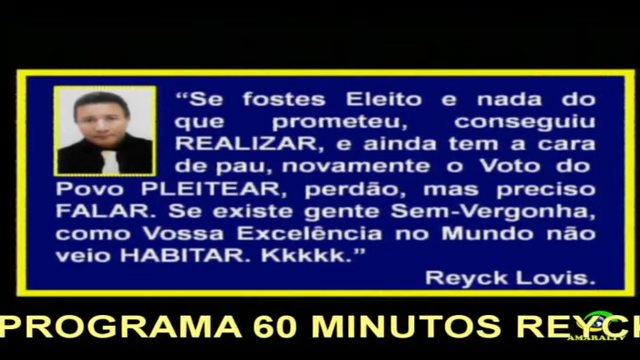 “Se fostes Eleito e nada do
que prometeu, conseguiu
REALIZAR, e ainda tem a cara
de pau, novamente o Voto do
Povo PLEITEAR, perdão, mas preciso
FALAR. Se existe gente Sem-Vergonha,
como Vossa Excelência no Mundo não
veio HABITAR. Kkkkk.”
Reyck Lovis.
PROGRAMA 60 MINUTOS REYCK
AMARALTV